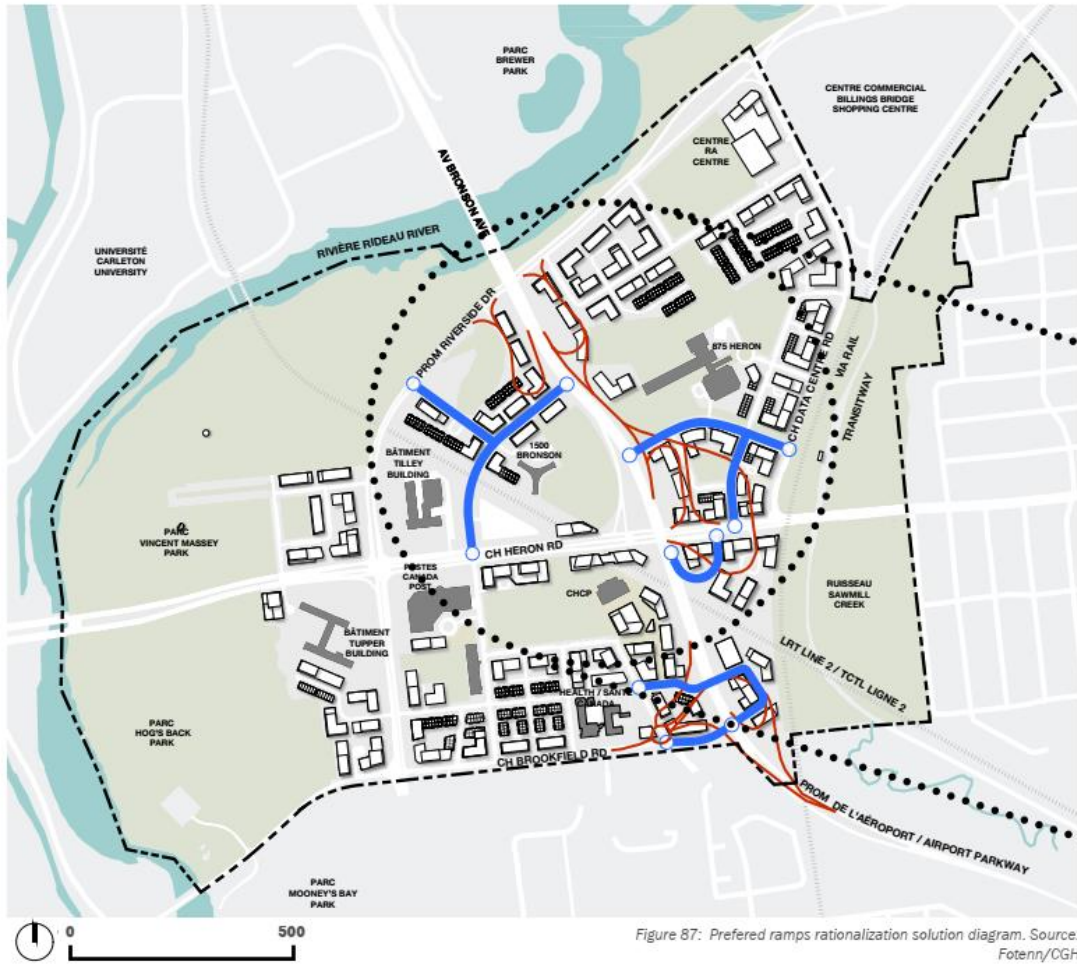 PARC
BREWER
PARK
CENTRE COMMERCIAL
BILLINGS BRIDGE
SHOPPING CENTRE
CENTRE
RA
CENTRE
AV BRONSON AVE
RIVIÈRE RIDEAU RIVER
UNIVERSITÉ
CARLETON
UNIVERSITY
PROM RIVERSIDE DR
875 HERON
CH DATA CENTRE RD
VIA RAIL
TRANSITWAY
BÂTIMENT
TILLEY
BUILDING
1500
BRONSON
PARC
VINCENT MASSEY
PARK
CH HERON RD
POSTES
CANADA
POST
CHCP
RUISSEAU
SAWMILL
CREEK
BÂTIMENT
TUPPER
BUILDING
LRT LINE 2 / TCTL LIGNE 2
HEALTH / SANTÉ
CANADA
PARC
HOG'S BACK
PARK
CH BROOKFIELD RD
PROM DE L'AÉROPORT / AIRPORT PARKWAY
PARC
MOONEY'S BAY
PARK
0 500
Figure 87: Prefered ramps rationalization solution diagram. Source:
Fotenn/CGH